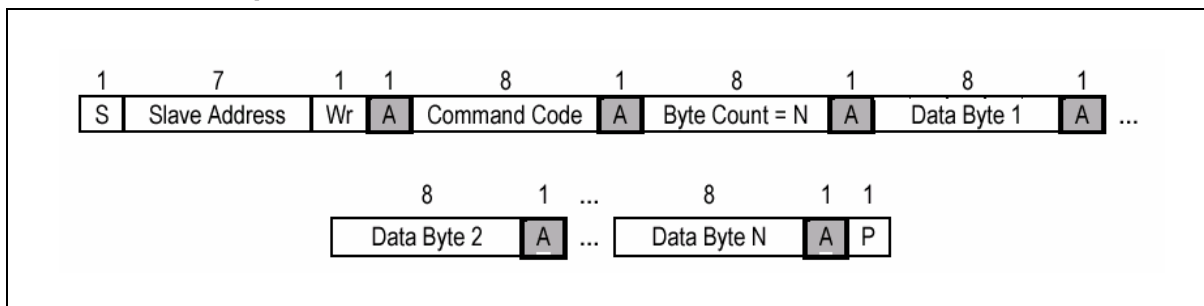 1 7 1 1 8 1 8 1 8 1
S Slave Address Wr A Command Code A Byte Count = N A Data Byte 1 A ...
8 1 ... 8 1 1
Data Byte 2 A ... Data Byte N A P